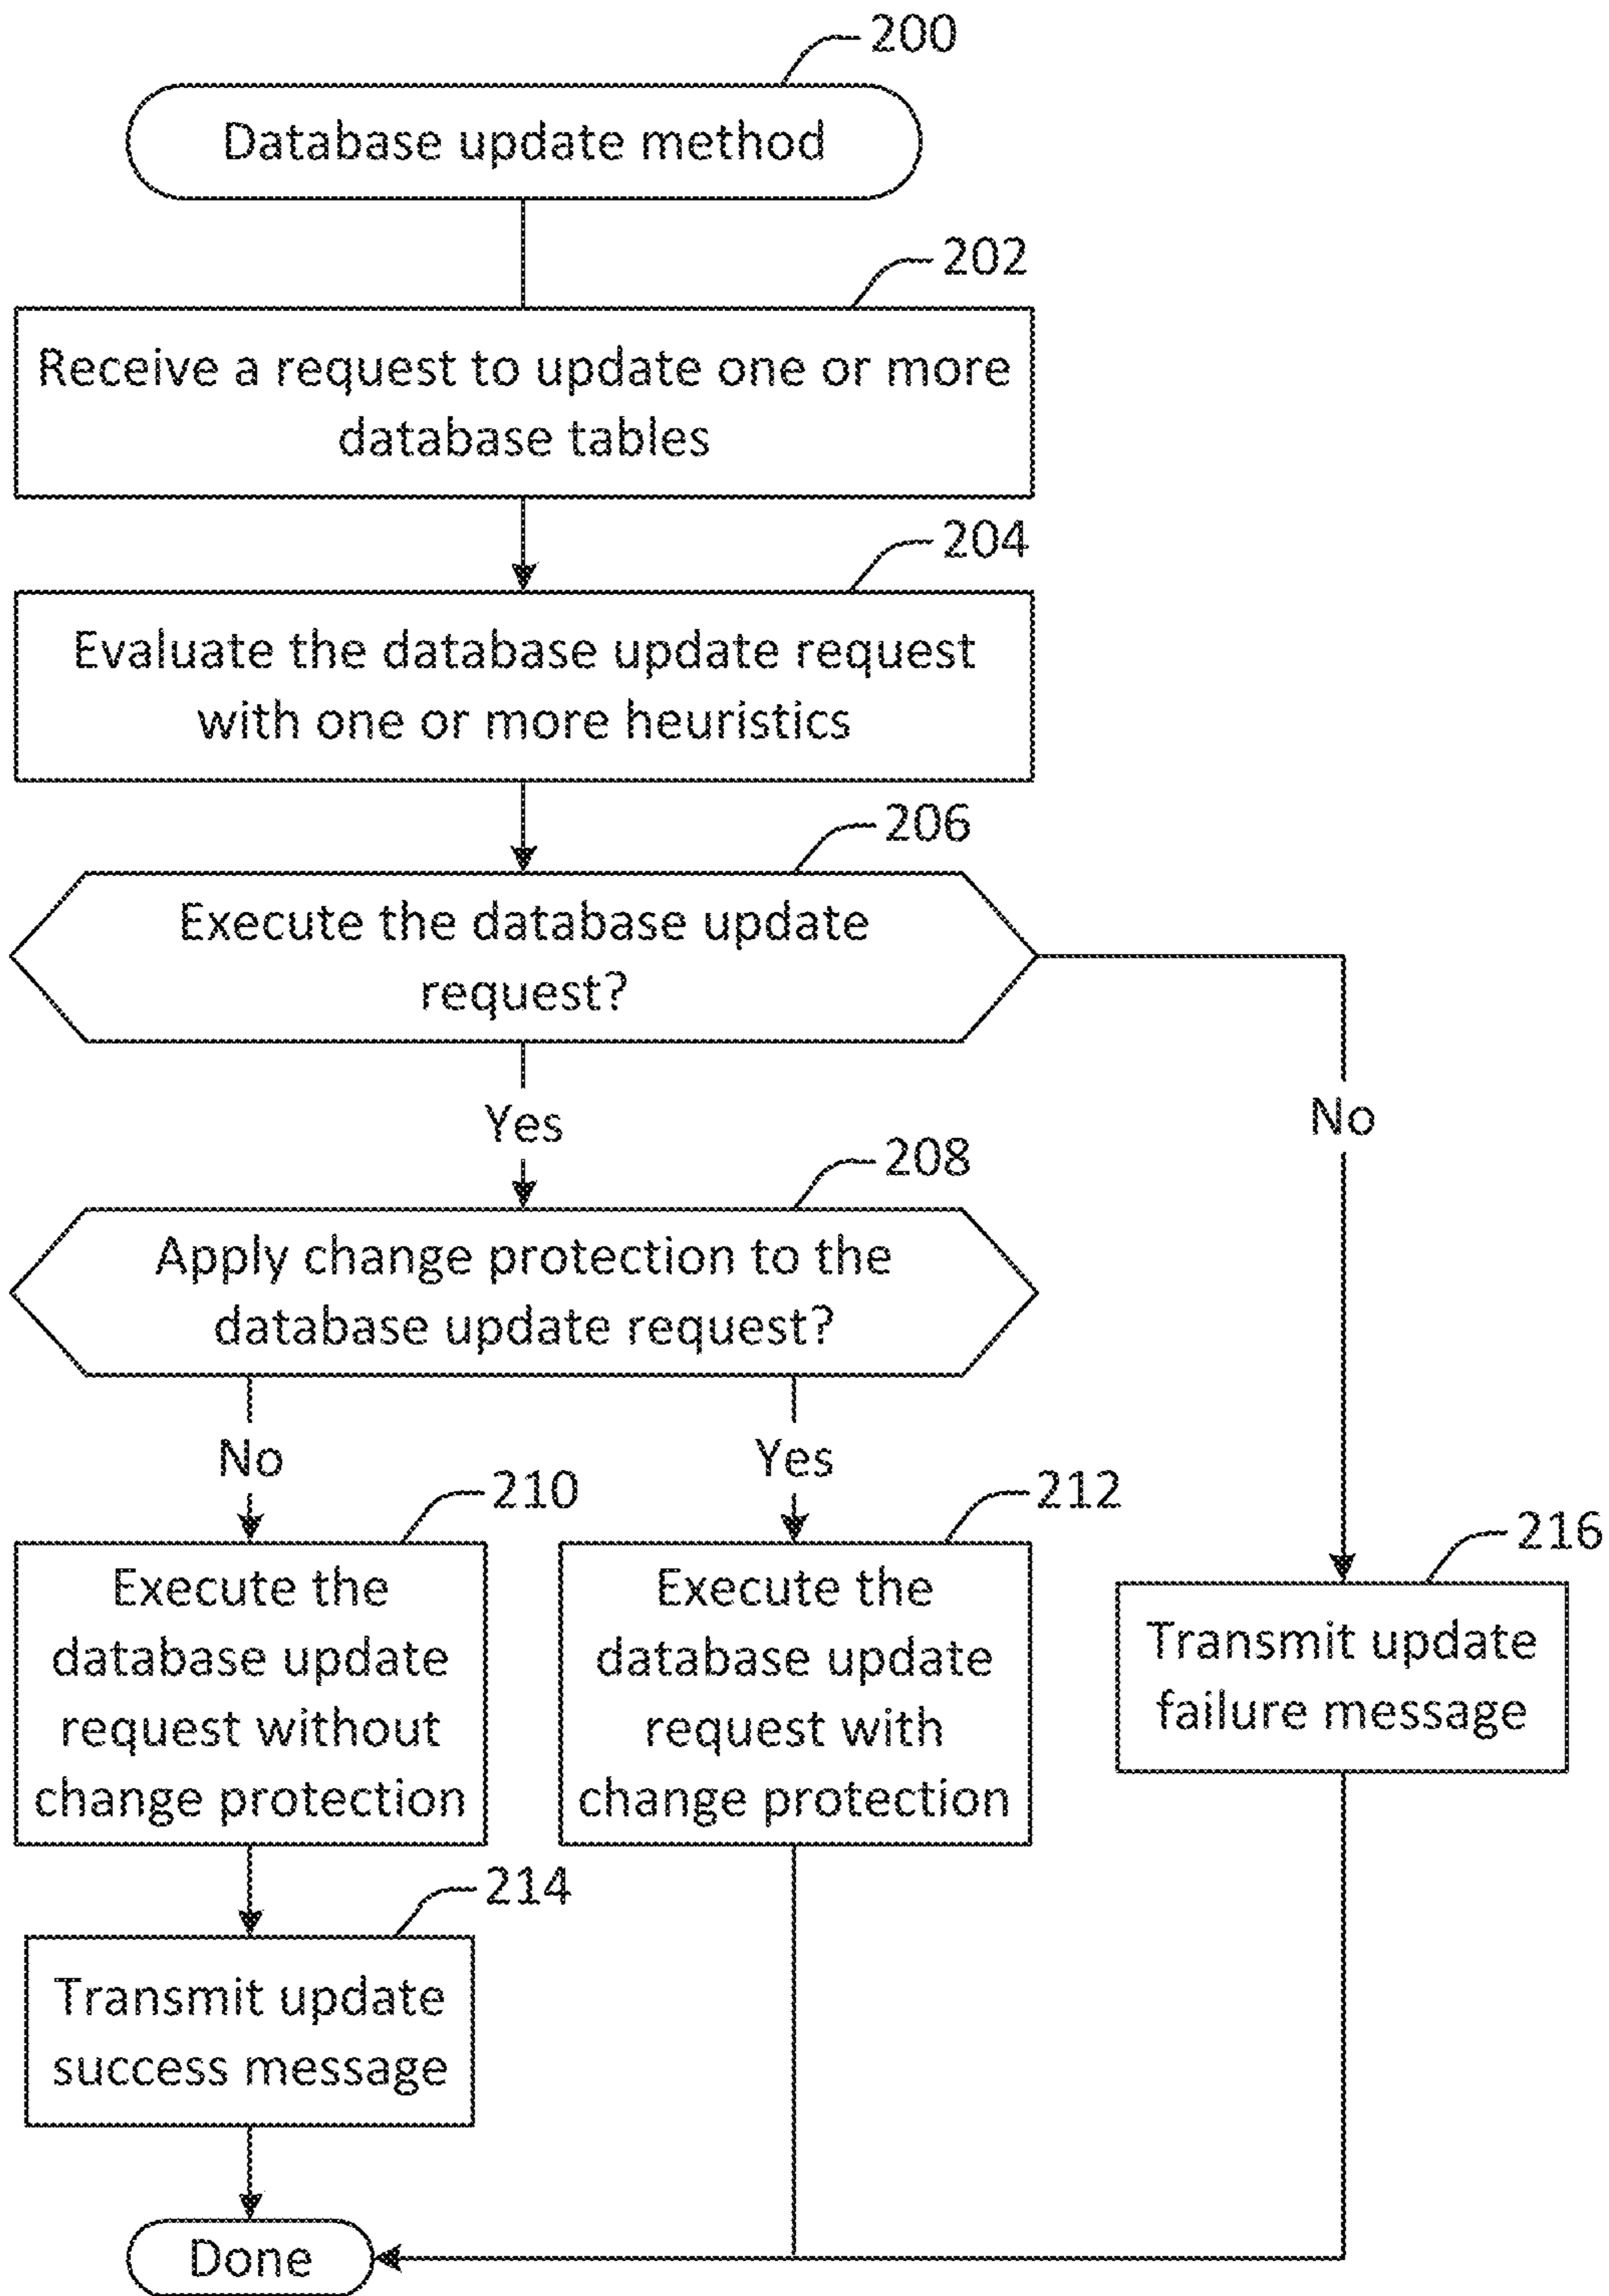 200
Database update method
202
Receive a request to update one or more
database tables
204
Evaluate the database update request
with one or more heuristics
206
Execute the database update
request?
Yes
No
208
Apply change protection to the
database update request?
No
Yes
210
Execute the
database update
request without
change protection
212
Execute the
database update
request with
change protection
216
Transmit update
failure message
214
Transmit update
success message
Done